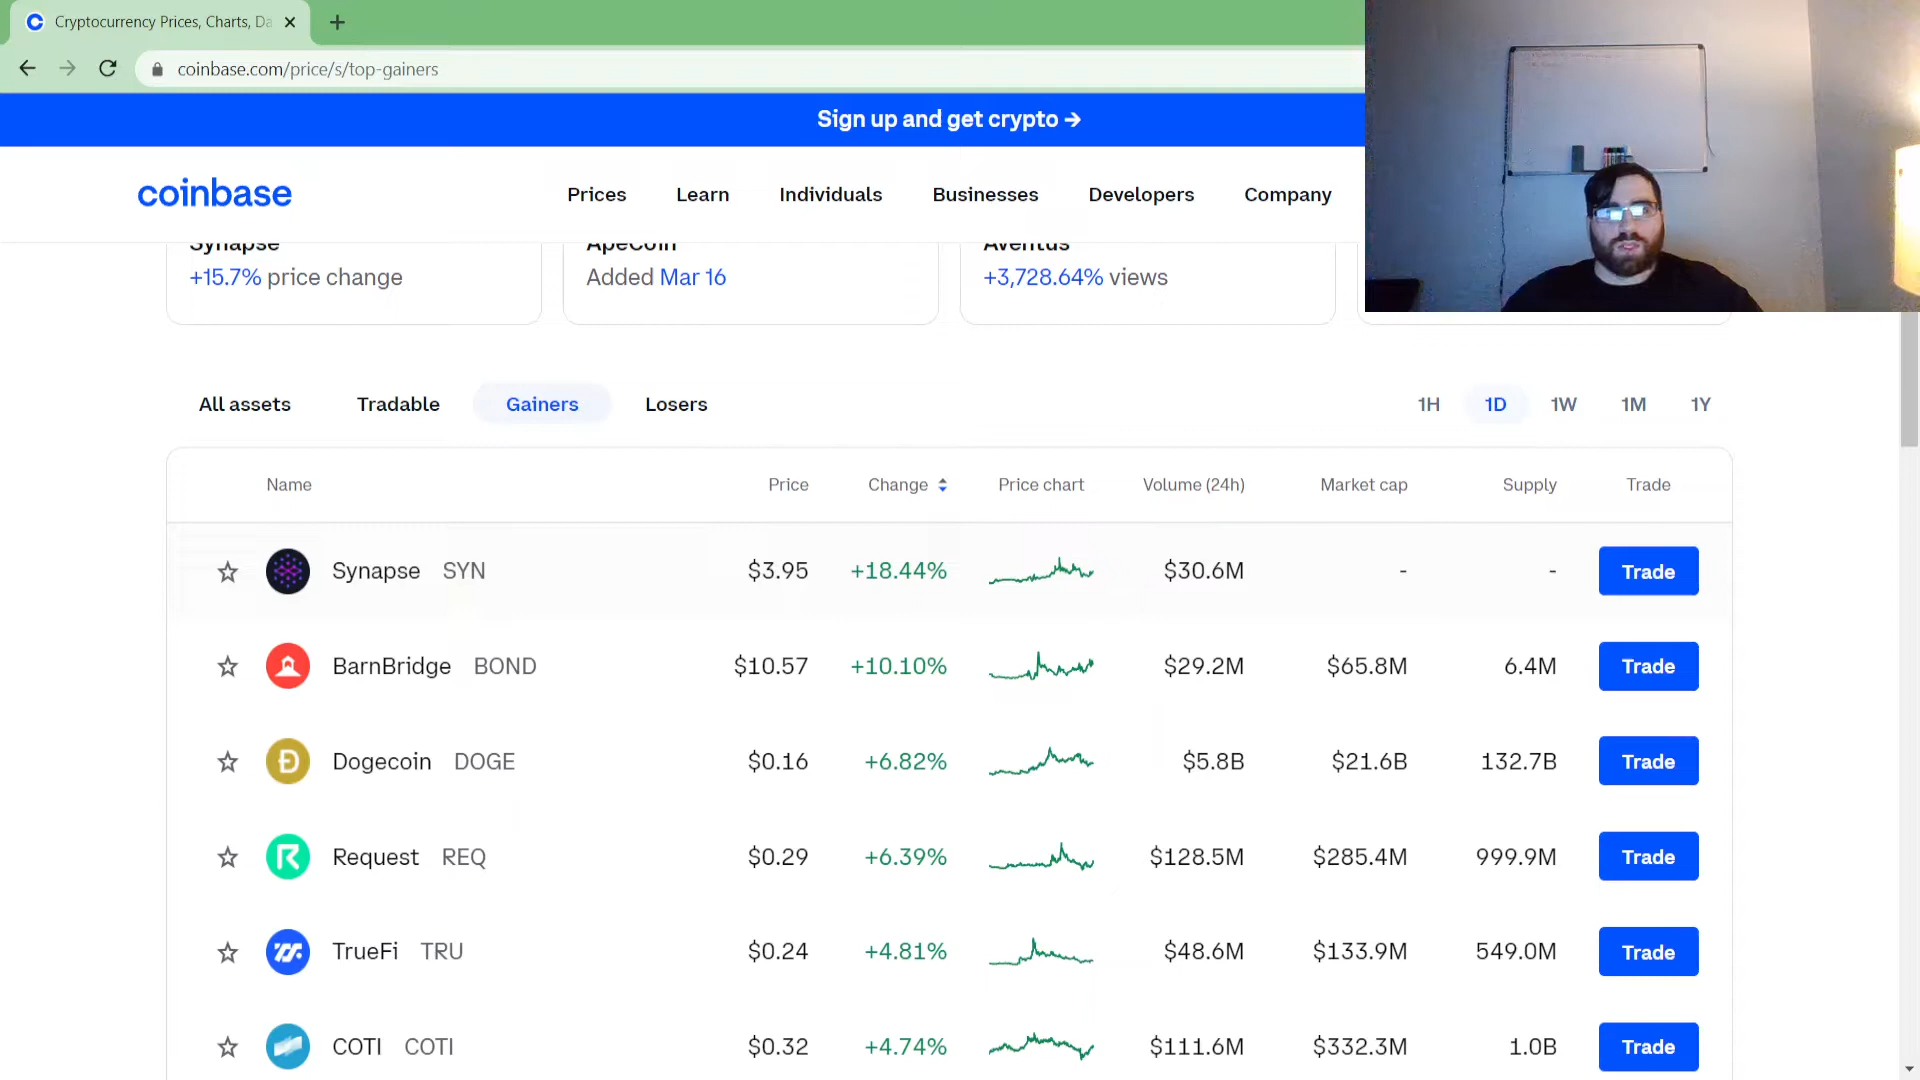 Cryptocurrency Prices, Charts, Da
coinbase.com/price/s/top-gainers
Sign up and get crypto →
coinbase
Prices Learn Individuals Businesses Developers Company
Synapse ApeCoin Aventus
+15.7% price change Added Mar 16 +3,728.64% views
All assets Tradable Gainers Losers 1H 1D 1W 1M 1Y
Name Price Change Price chart Volume (24h) Market cap Supply Trade
Synapse SYN $3.95 +18.44% $30.6M - - Trade
BarnBridge BOND $10.57 +10.10% $29.2M $65.8M 6.4M Trade
Dogecoin DOGE $0.16 +6.82% $5.8B $21.6B 132.7B Trade
Request REQ $0.29 +6.39% $128.5M $285.4M 999.9M Trade
TrueFi TRU $0.24 +4.81% $48.6M $133.9M 549.0M Trade
COTI COTI $0.32 +4.74% $111.6M $332.3M 1.0B Trade